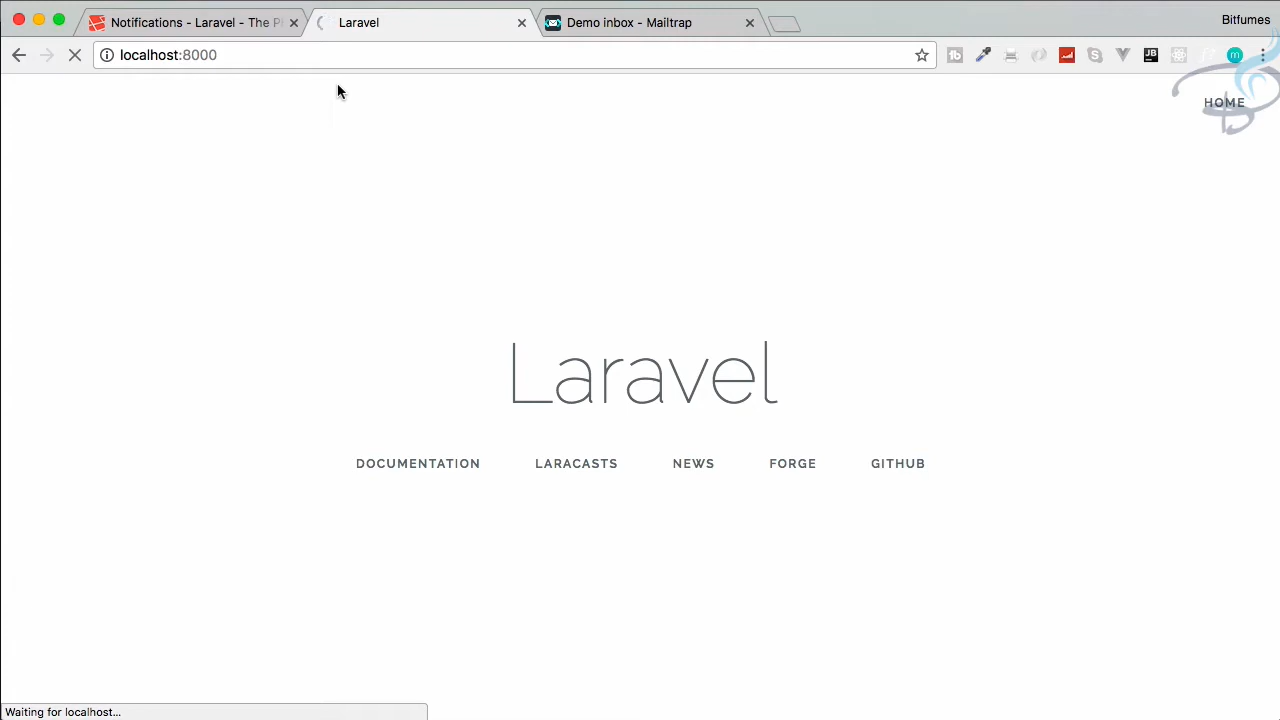 Notifications - Laravel - The P
Laravel
Demo inbox - Mailtrap
Bitfumes
localhost:8000
HOME
Laravel
DOCUMENTATION
LARACASTS
NEWS
FORGE
GITHUB
Waiting for localhost...